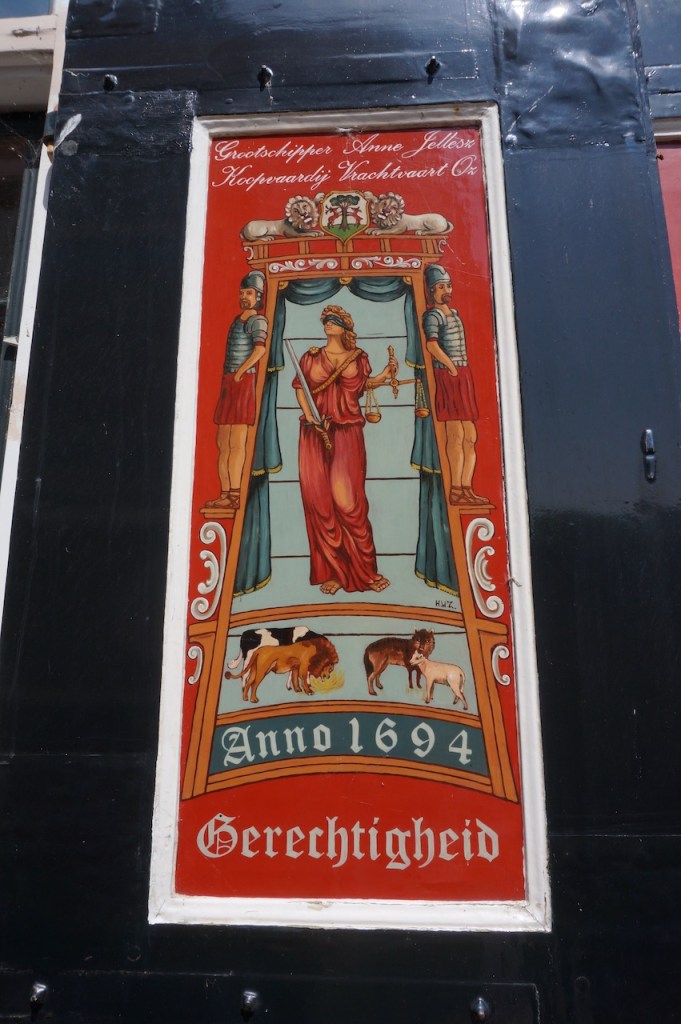 Grootschipper Anne Jellesz
Koopvaardij Vrachtvaart Oz
H.W.Z.
Anno 1694
Gerechtigheid